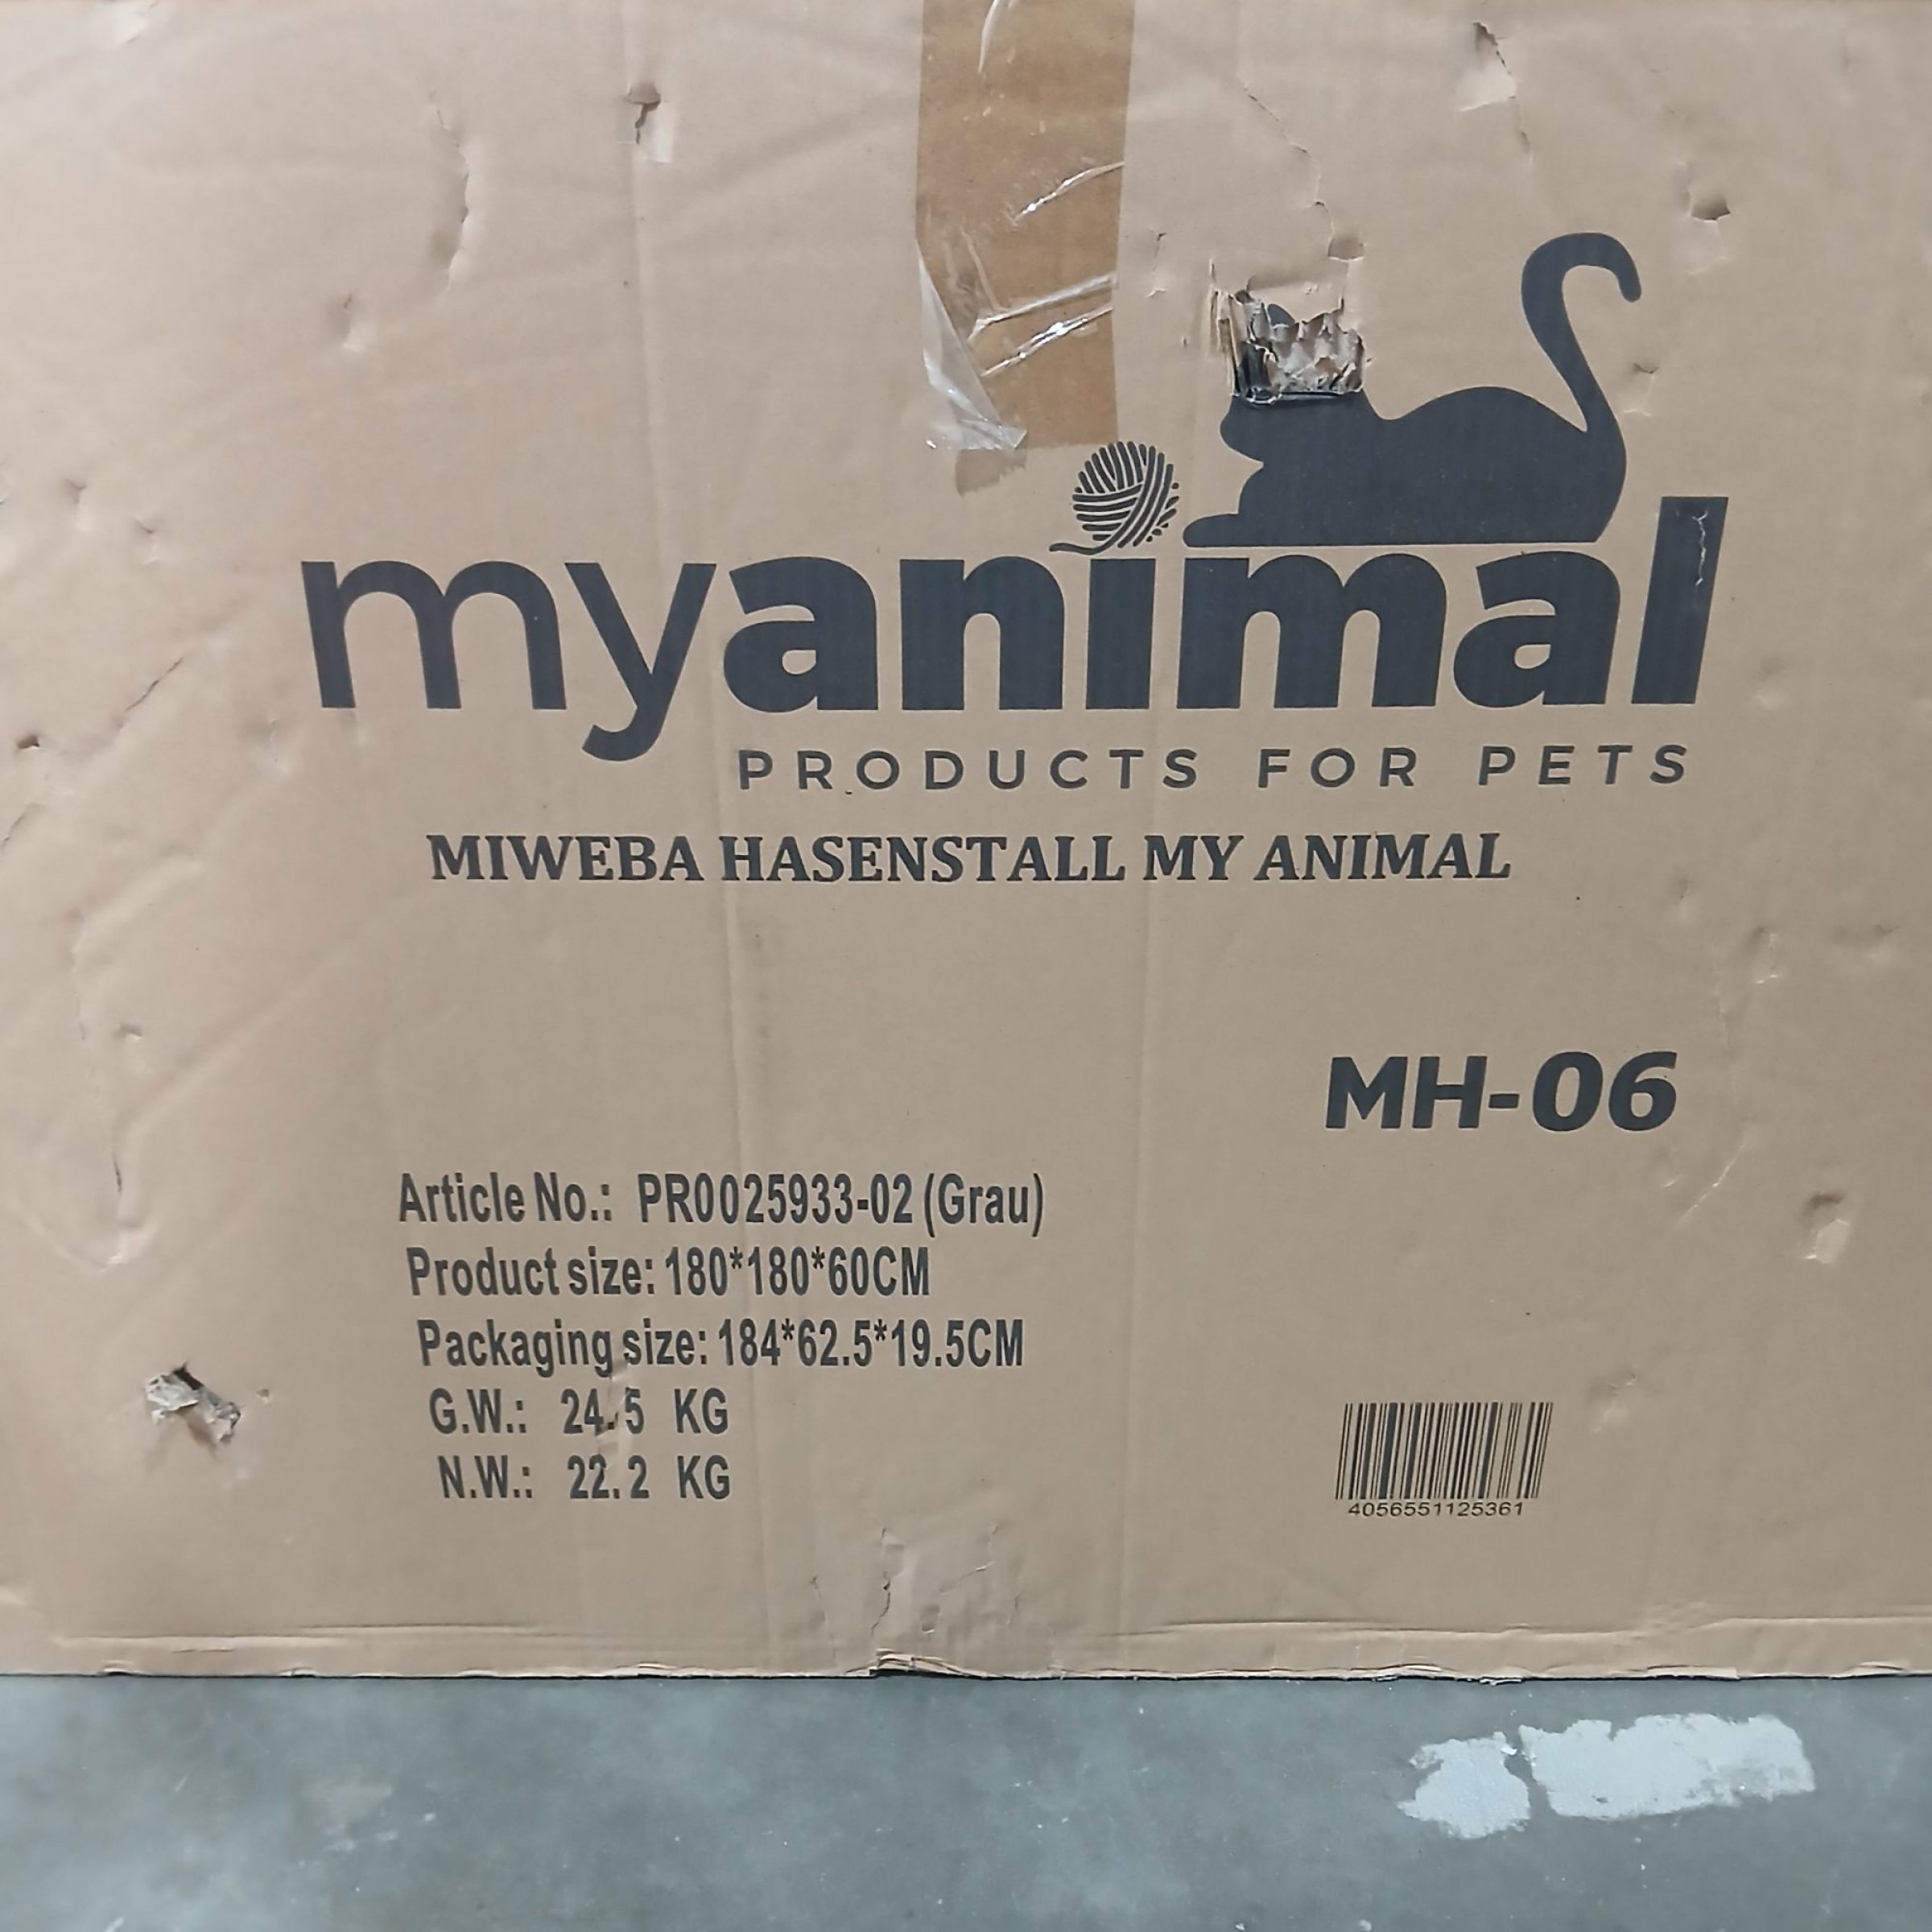 myanimal
PRODUCTS FOR PETS
MIWEBA HASENSTALL MY ANIMAL
MH-06
Article No.: PR0025933-02 (Grau)
Product size: 180*180*60CM
Packaging size: 184*62.5*19.5CM
G.W.: 24.5 KG
N.W.: 22.2 KG
4056551125361